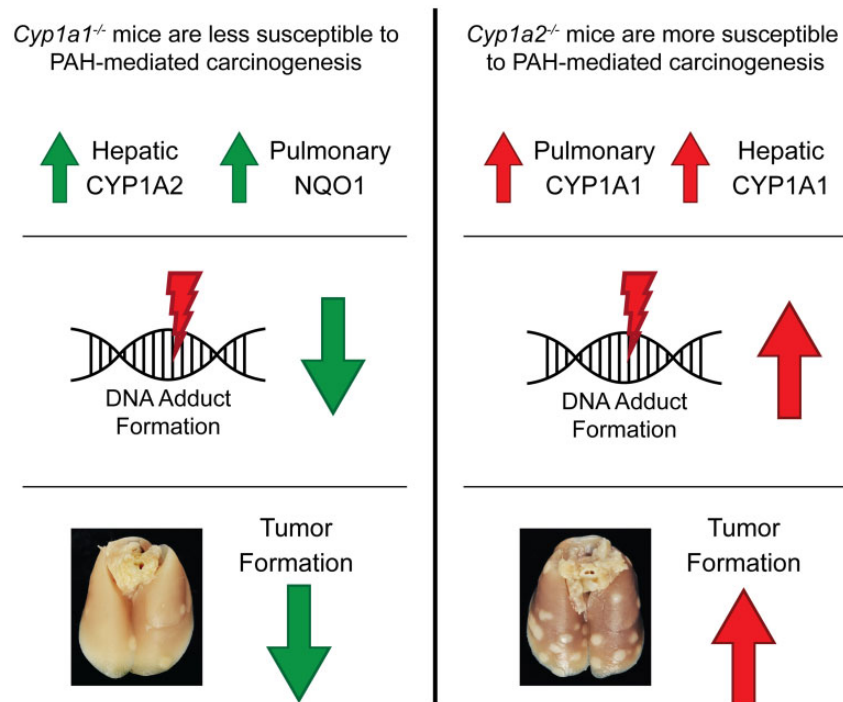 Cyp1a1-/- mice are less susceptible to
PAH-mediated carcinogenesis
Hepatic
CYP1A2
Pulmonary
NQO1
DNA Adduct
Formation
Tumor
Formation
Cyp1a2-/- mice are more susceptible
to PAH-mediated carcinogenesis
Pulmonary
CYP1A1
Hepatic
CYP1A1
DNA Adduct
Formation
Tumor
Formation